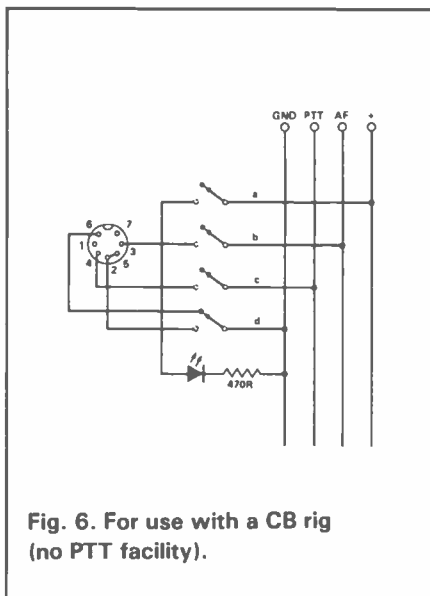 GND PTT AF +
a
6 7
b
1 3
4 5
2
c
d
470R
Fig. 6. For use with a CB rig
(no PTT facility).